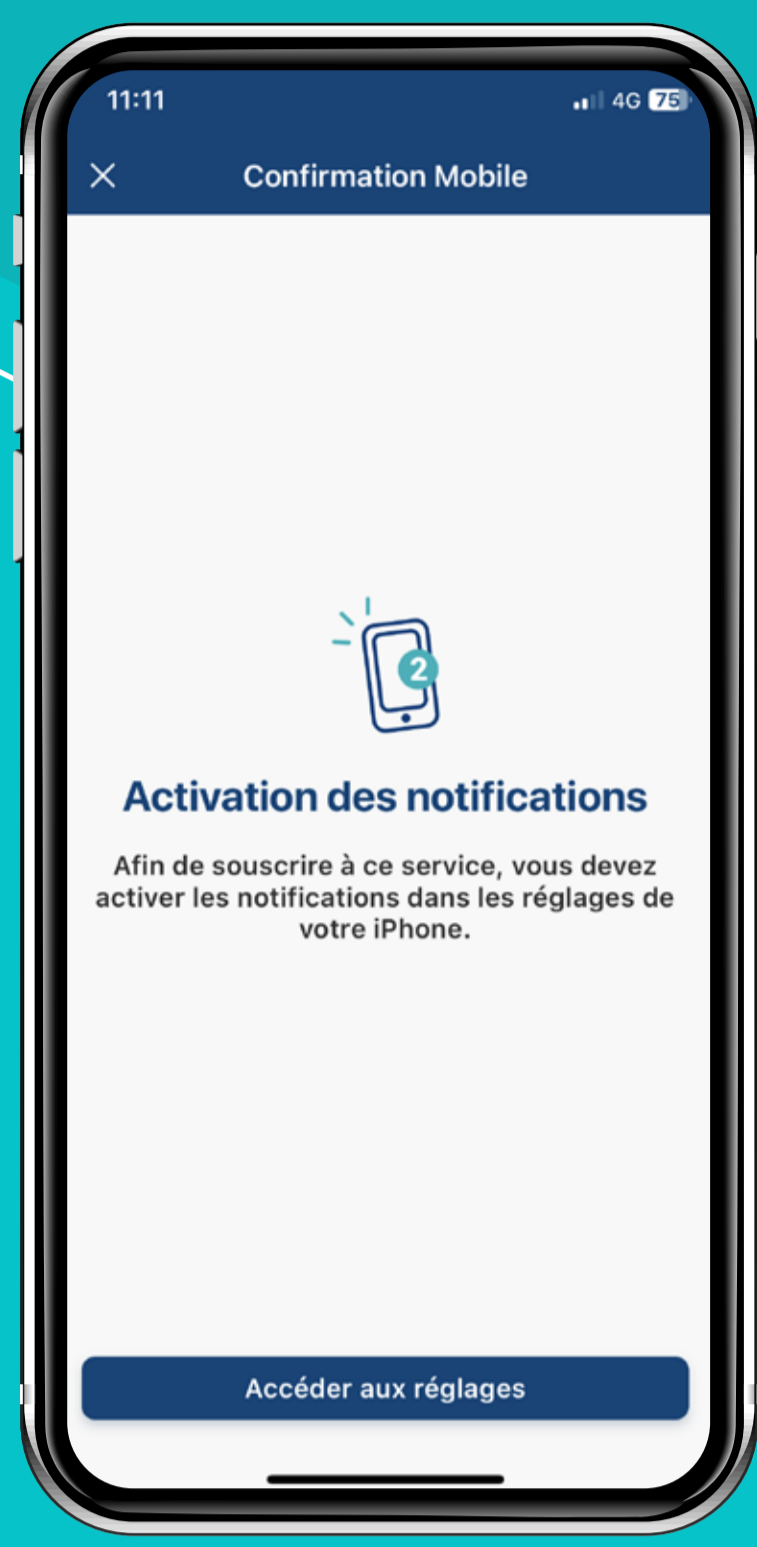 11:11 4G 75
Confirmation Mobile
2
Activation des notifications
Afin de souscrire à ce service, vous devez
activer les notifications dans les réglages de
votre iPhone.
Accéder aux réglages